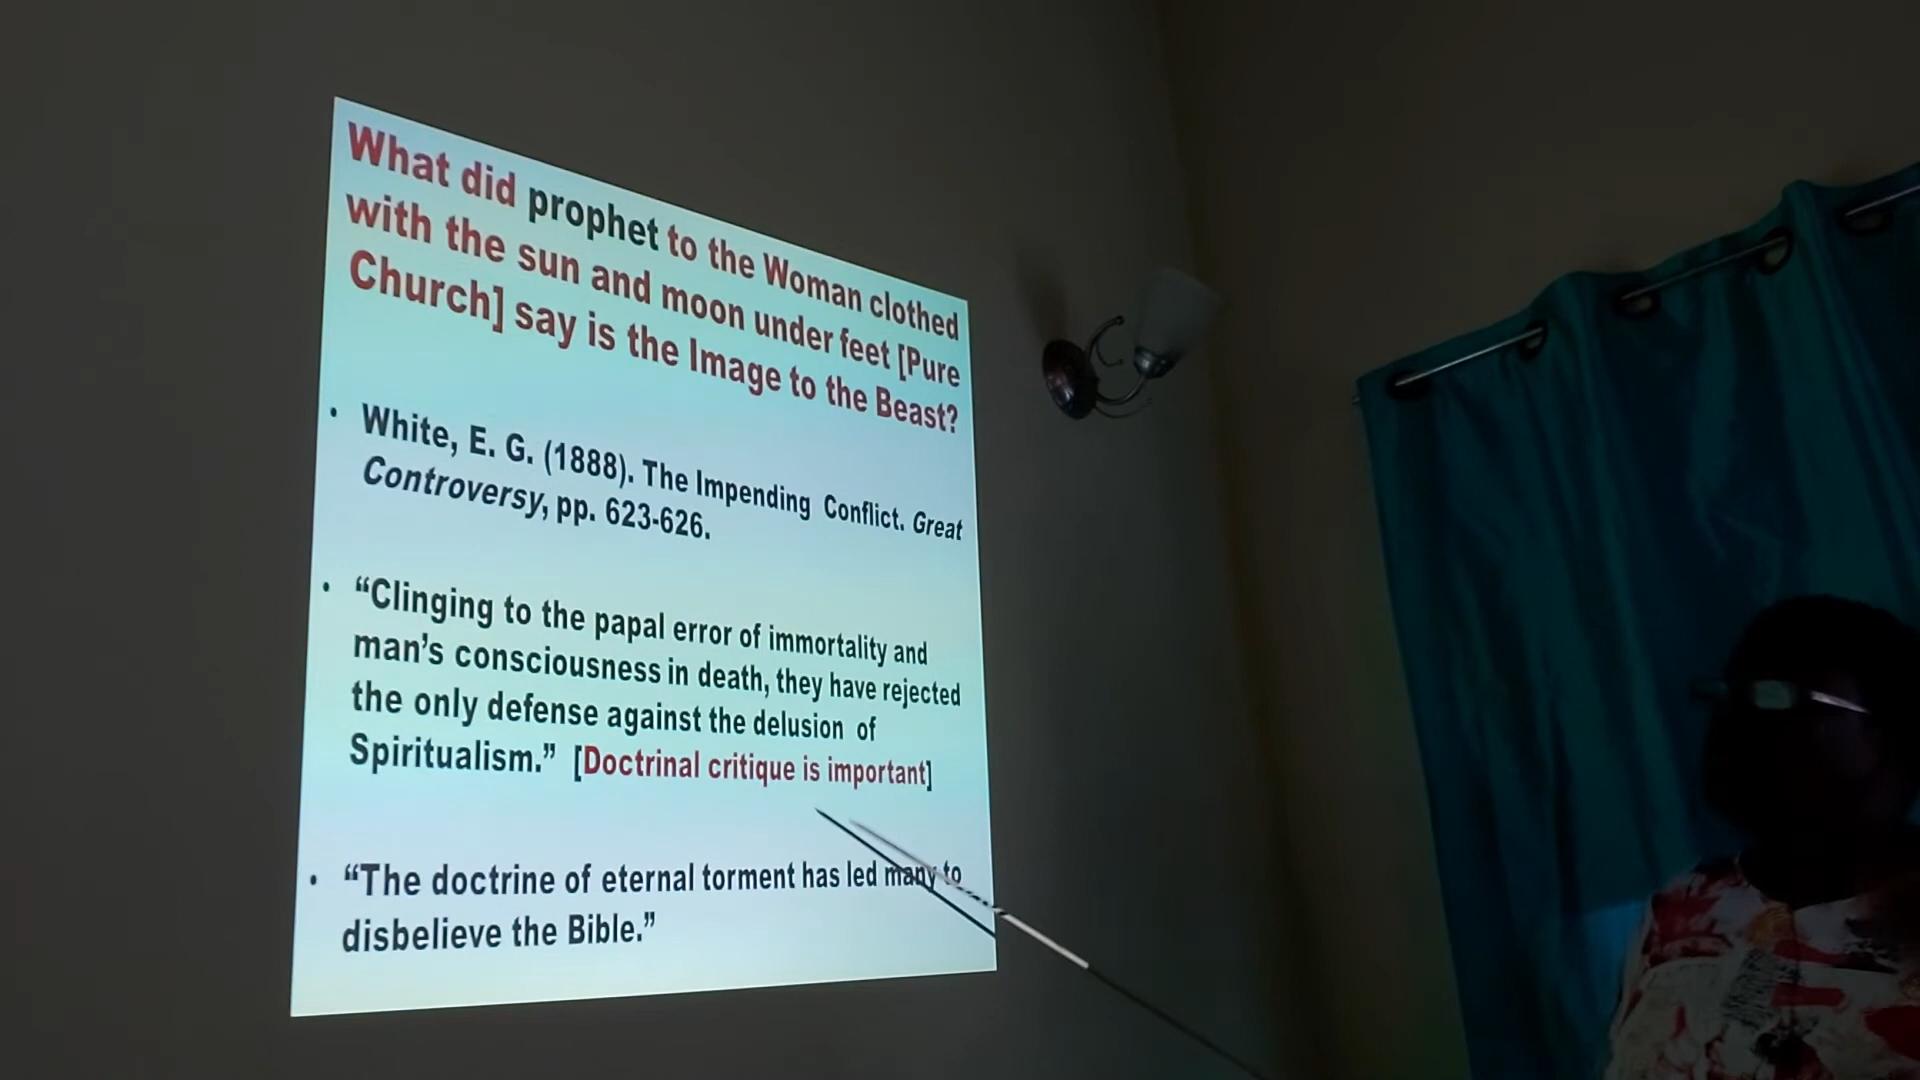 What did prophet to the Woman clothed
with the sun and moon under feet [Pure
Church] say is the Image to the Beast?
• White, E. G. (1888). The Impending Conflict. Great
Controversy, pp. 623-626.
• “Clinging to the papal error of immortality and
man’s consciousness in death, they have rejected
the only defense against the delusion of
Spiritualism.” [Doctrinal critique is important]
• “The doctrine of eternal torment has led many to
disbelieve the Bible.”